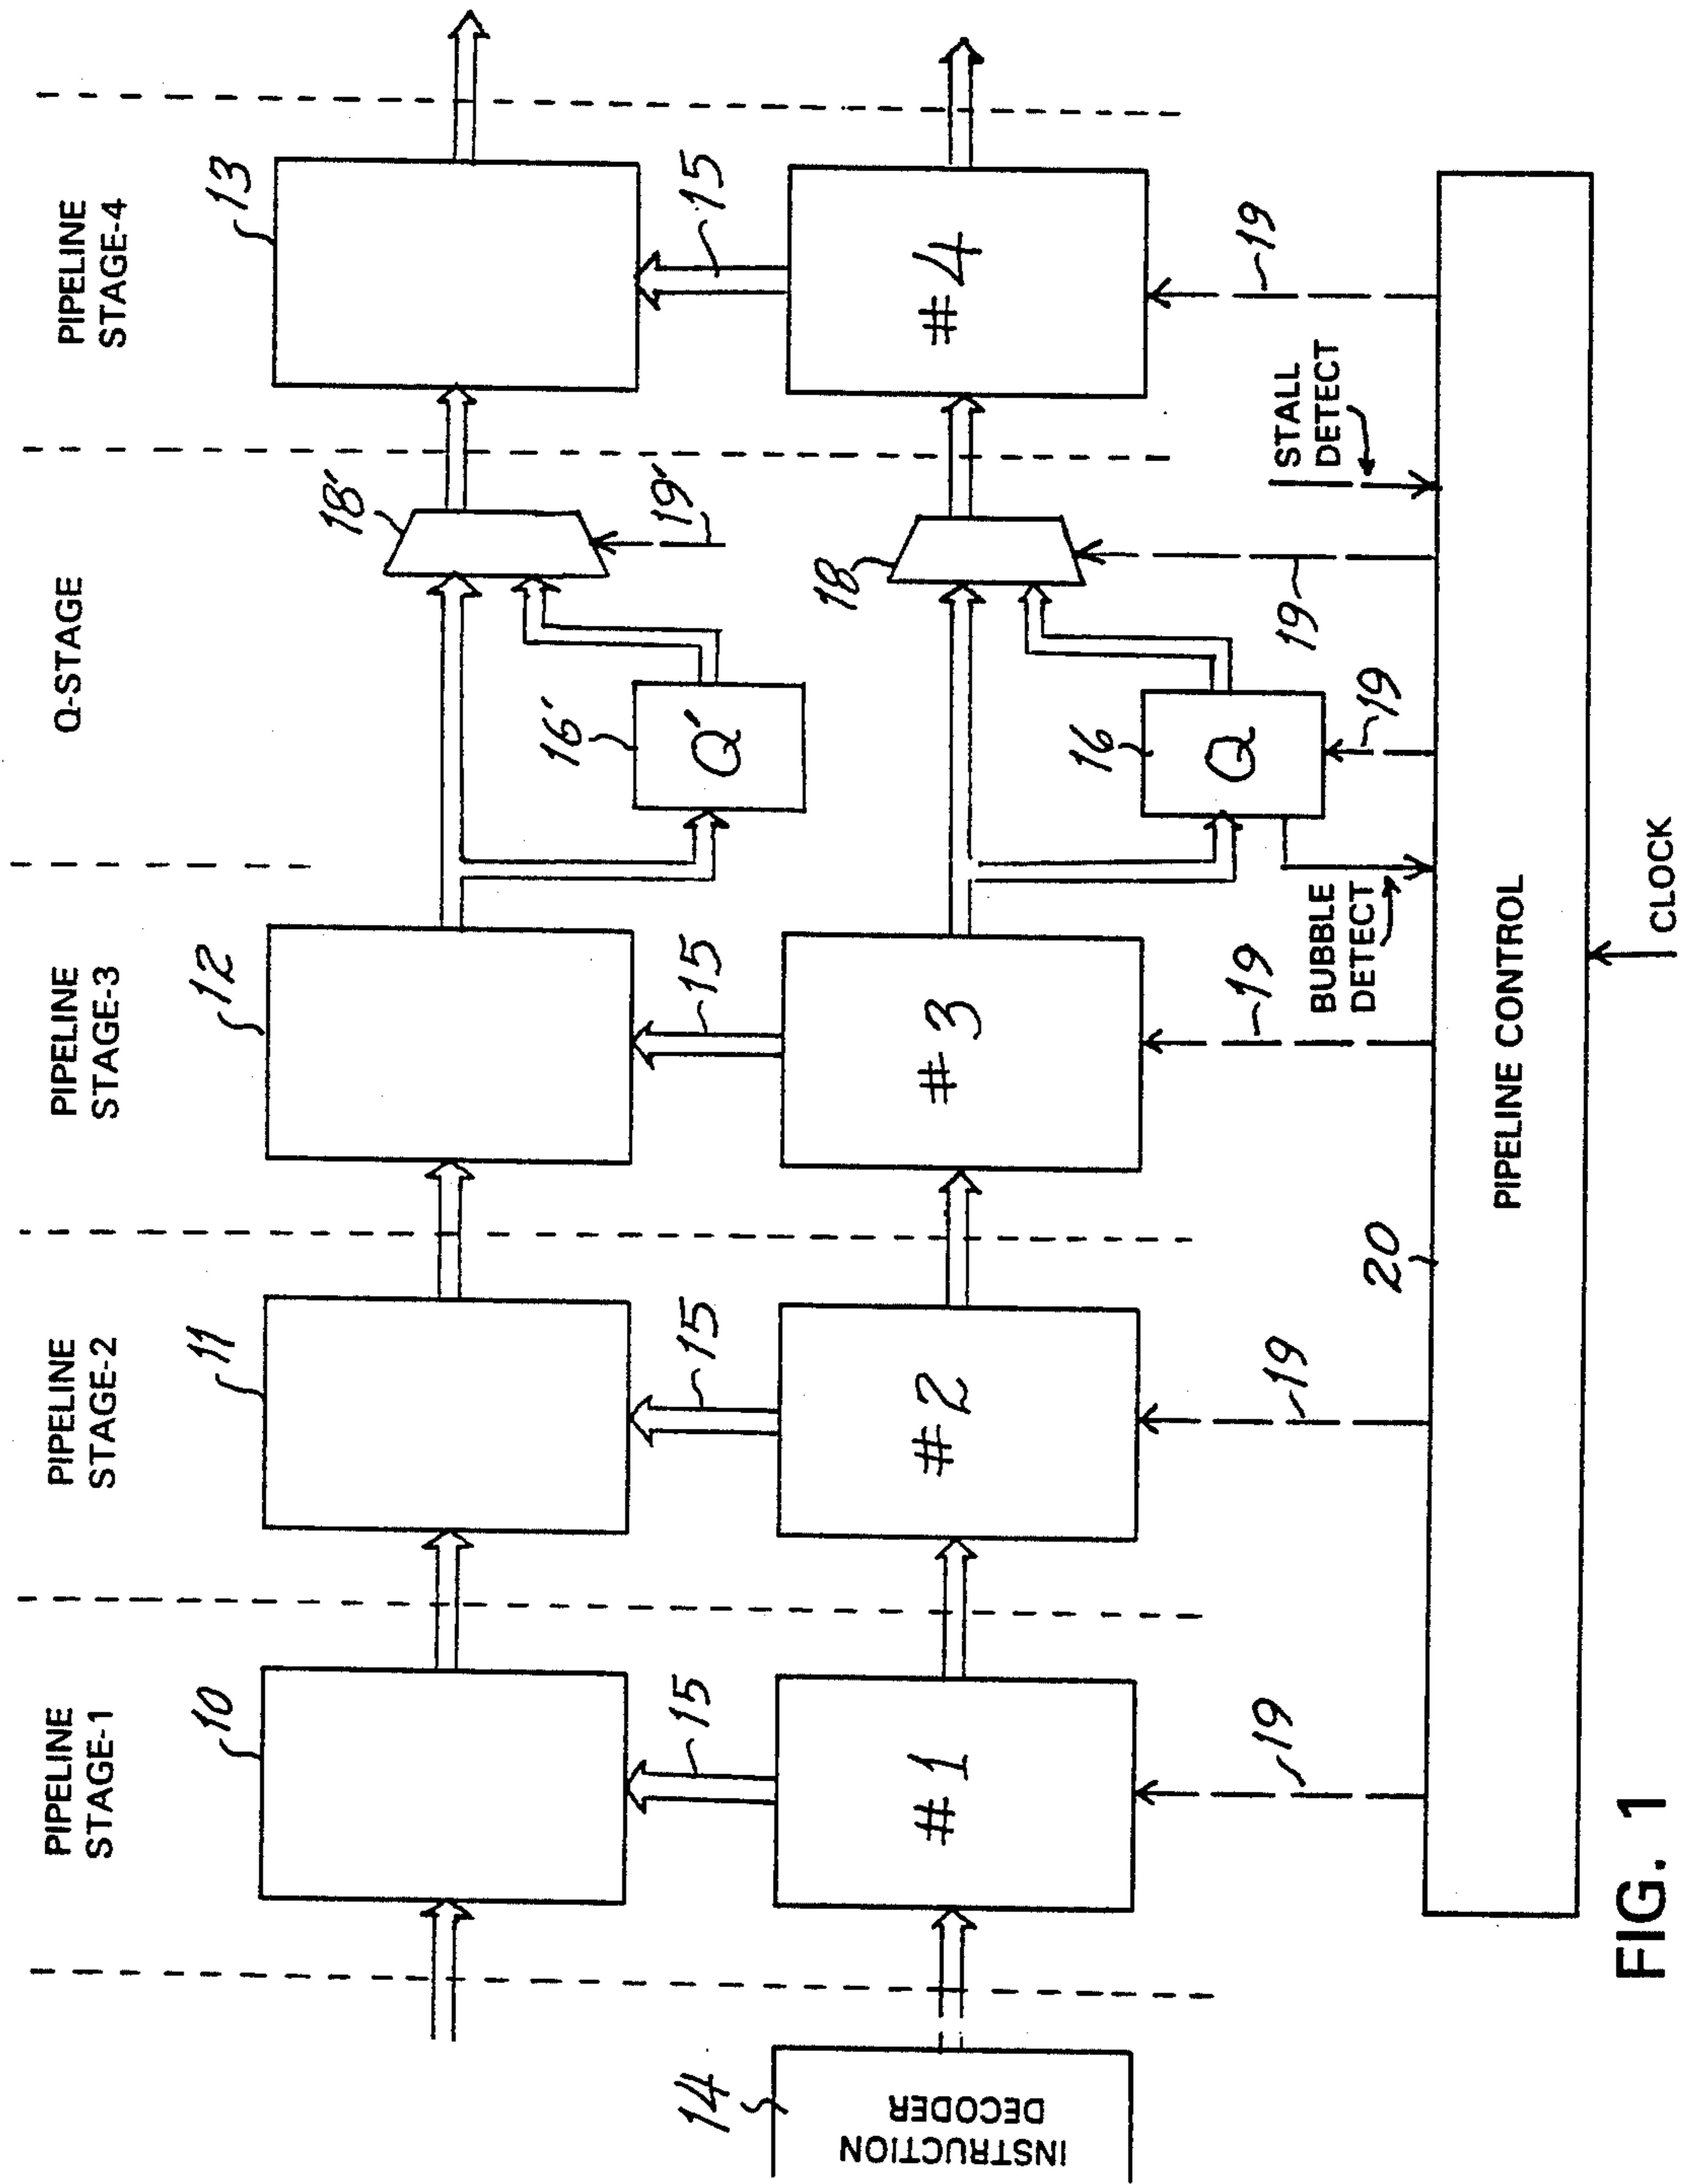 PIPELINE
STAGE-1
PIPELINE
STAGE-2
PIPELINE
STAGE-3
Q-STAGE
PIPELINE
STAGE-4
10
11
12
13
18'
19'
16'
Q'
15
15
15
15
14
INSTRUCTION
DECODER
#1
#2
#3
#4
18
16
Q
19
19
19
19
19
19
BUBBLE
DETECT
STALL
DETECT
20
PIPELINE CONTROL
CLOCK
FIG. 1